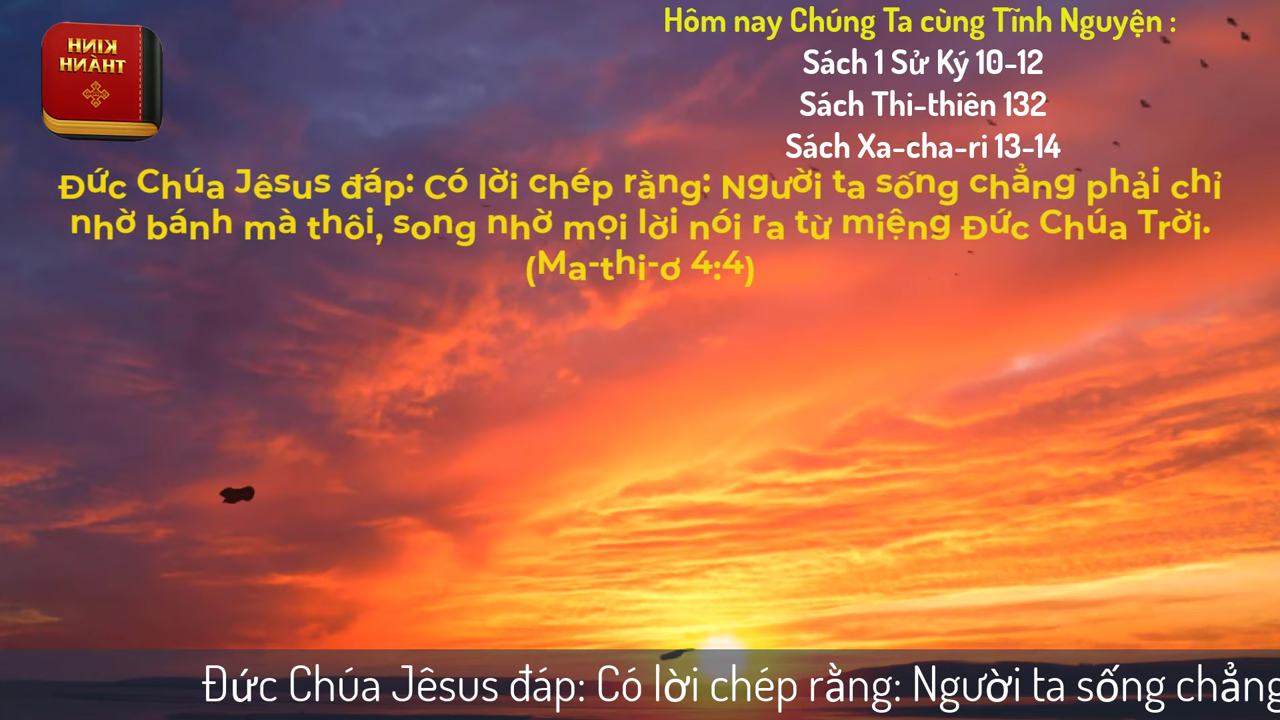 KINH
THÀNH
Hôm nay Chúng Ta cùng Tĩnh Nguyện :
Sách 1 Sử Ký 10-12
Sách Thi-thiên 132
Sách Xa-cha-ri 13-14
Đức Chúa Jêsus đáp: Có lời chép rằng: Người ta sống chẳng phải chỉ
nhờ bánh mà thôi, song nhờ mọi lời nói ra từ miệng Đức Chúa Trời.
(Ma-thi-ơ 4:4)
Đức Chúa Jêsus đáp: Có lời chép rằng: Người ta sống chẳng